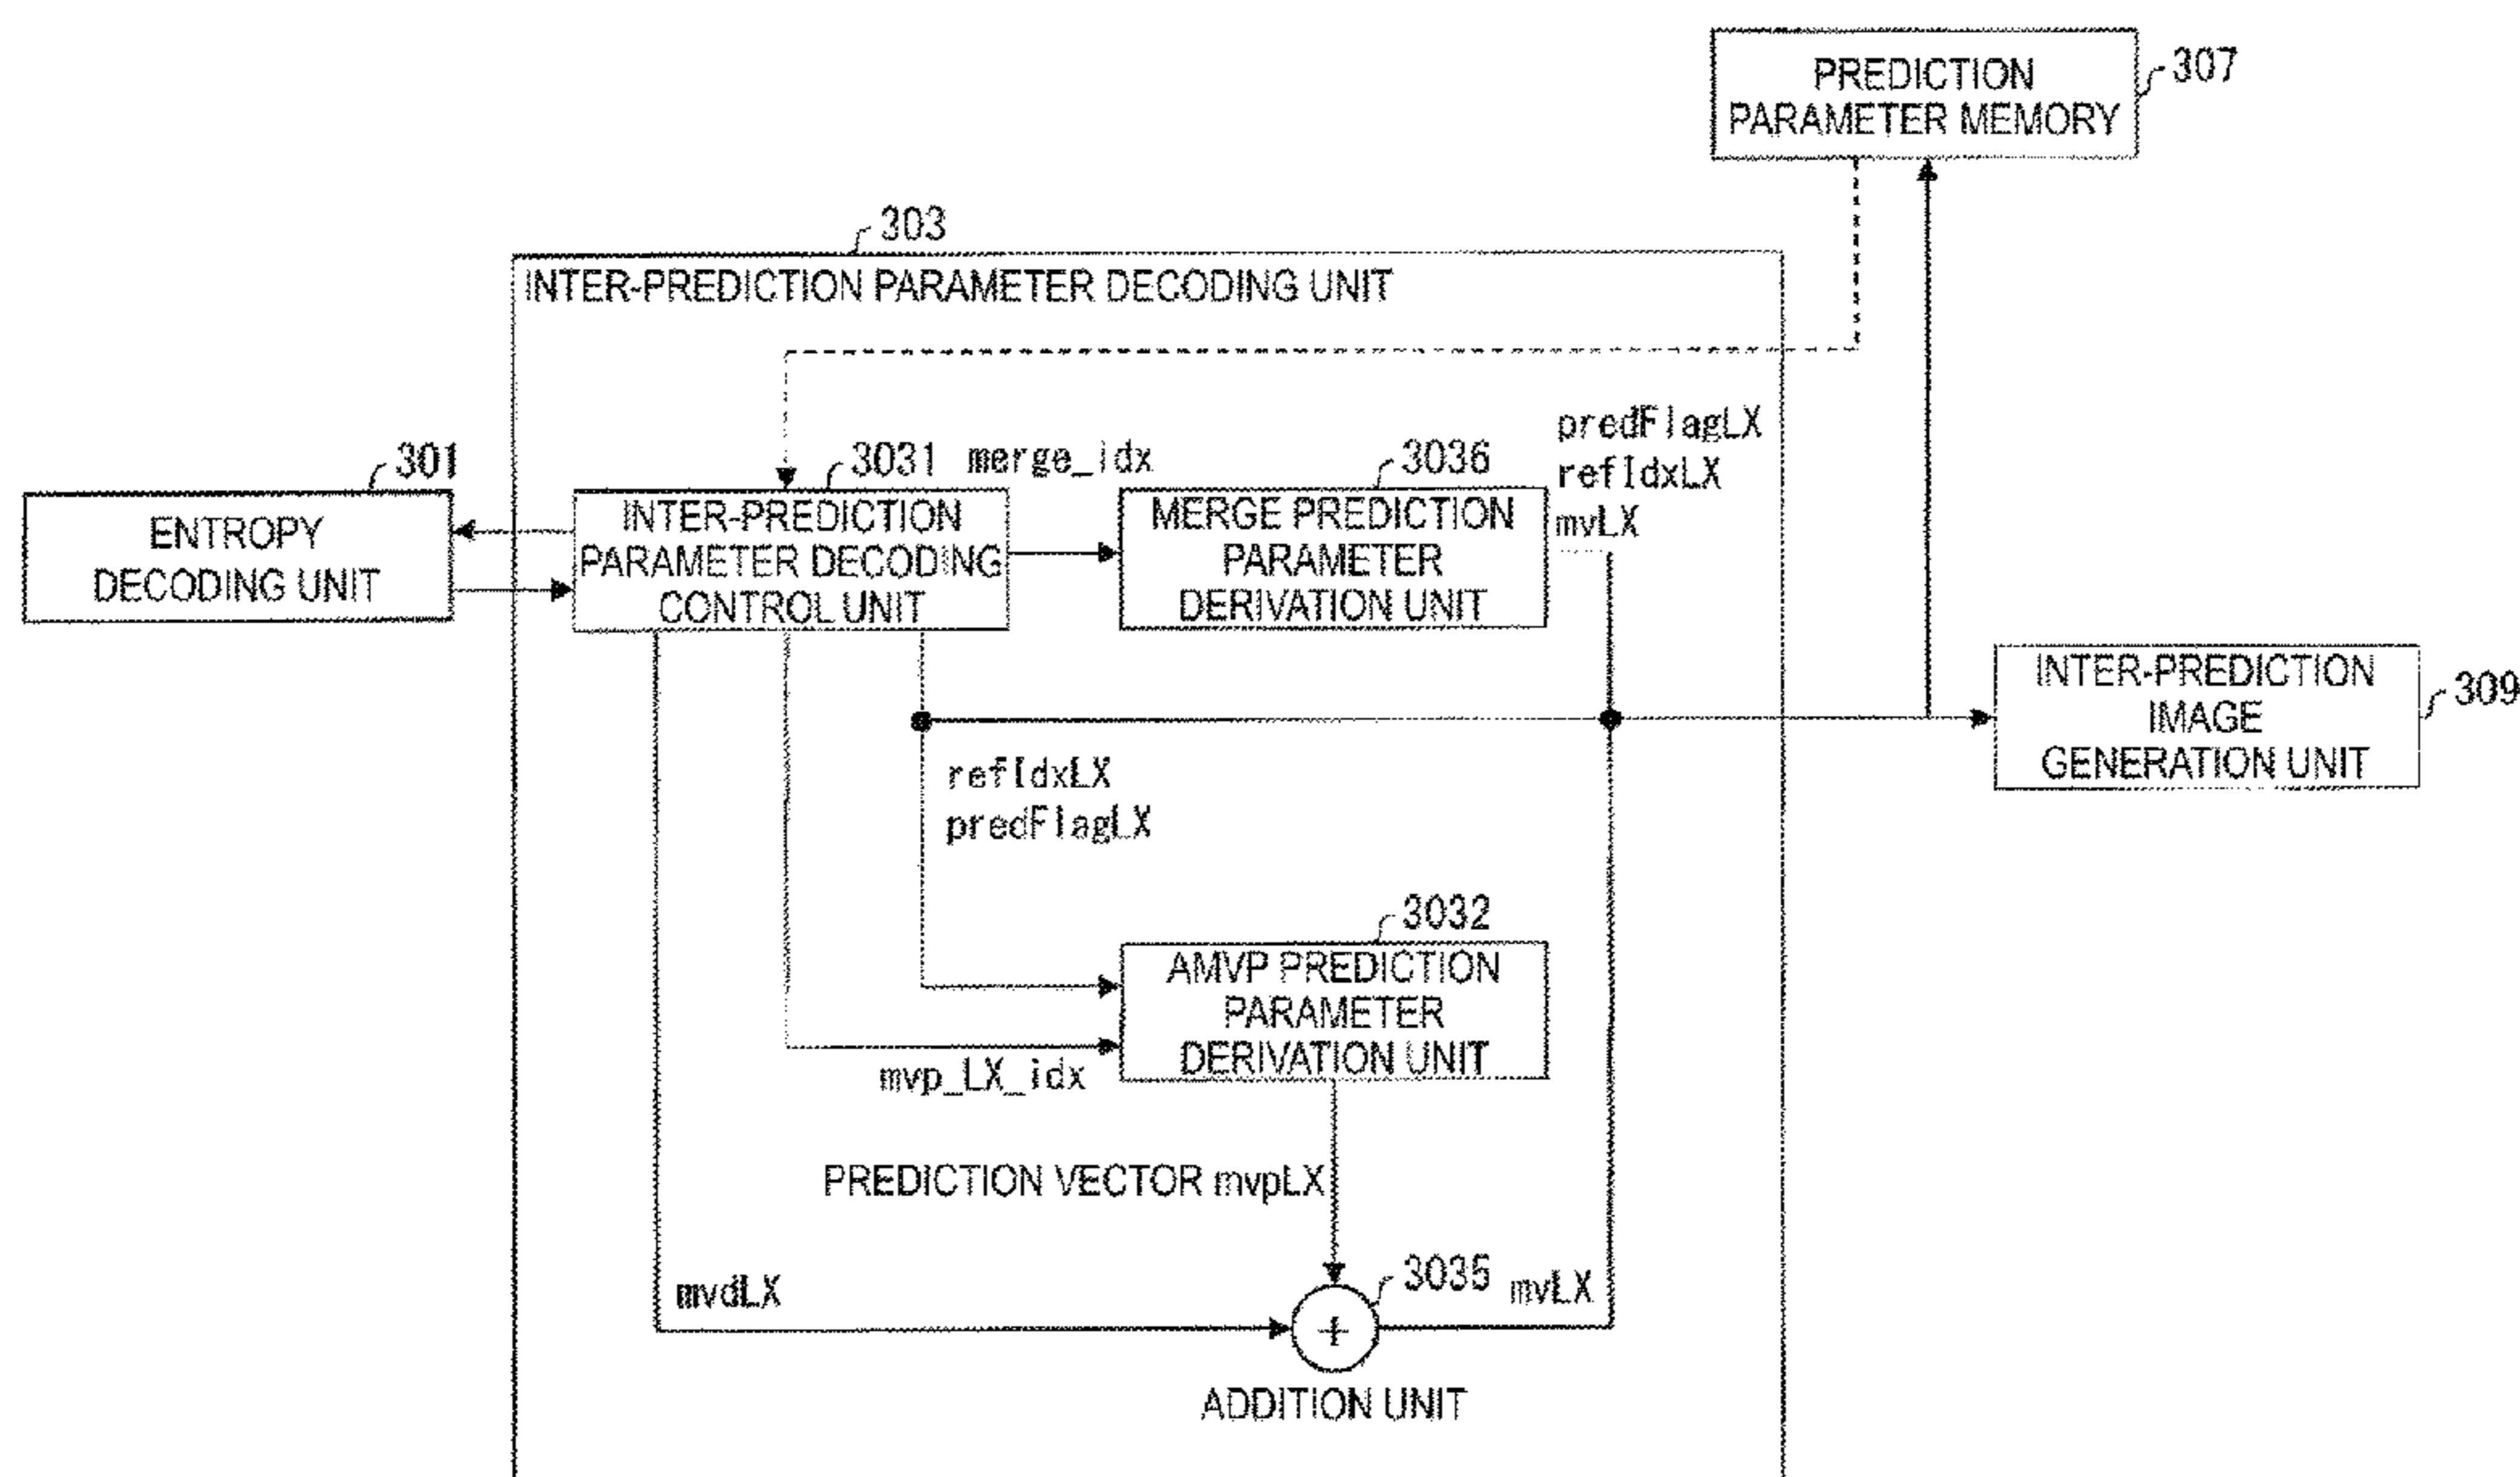 PREDICTION
PARAMETER MEMORY
307
303
INTER-PREDICTION PARAMETER DECODING UNIT
301
ENTROPY
DECODING UNIT
3031
INTER-PREDICTION
PARAMETER DECODING
CONTROL UNIT
merge_idx
3036
MERGE PREDICTION
PARAMETER
DERIVATION UNIT
predFlagLX
refIdxLX
mvLX
INTER-PREDICTION
IMAGE
GENERATION UNIT
309
refIdxLX
predFlagLX
3032
AMVP PREDICTION
PARAMETER
DERIVATION UNIT
mvp_LX_idx
PREDICTION VECTOR mvpLX
mvdLX
3035
+
mvLX
ADDITION UNIT